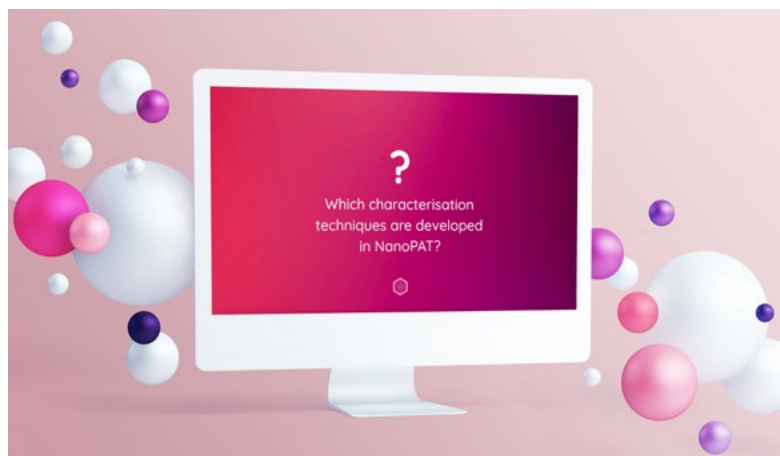 ?
Which characterisation
techniques are developed
in NanoPAT?